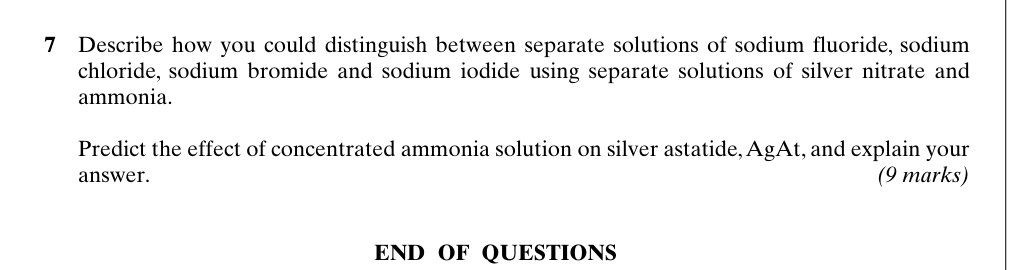 7 Describe how you could distinguish between separate solutions of sodium fluoride, sodium
chloride, sodium bromide and sodium iodide using separate solutions of silver nitrate and
ammonia.
Predict the effect of concentrated ammonia solution on silver astatide, AgAt, and explain your
answer. (9 marks)
END OF QUESTIONS